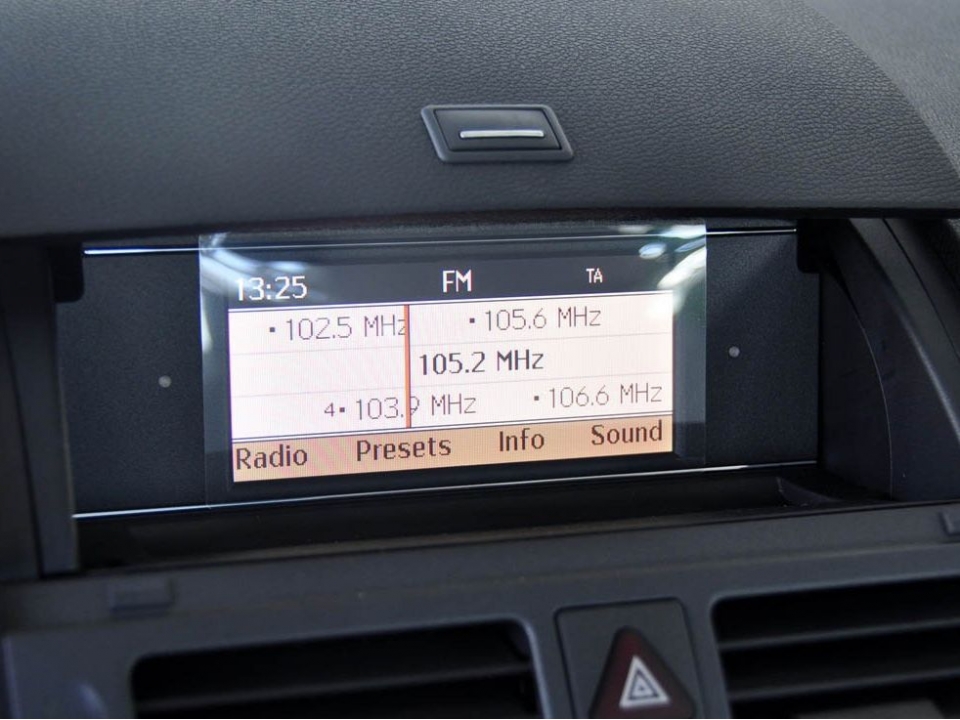 13:25 FM TA
▪ 102.5 MHz ▪ 105.6 MHz
105.2 MHz
4▪ 103.9 MHz ▪ 106.6 MHz
Radio Presets Info Sound